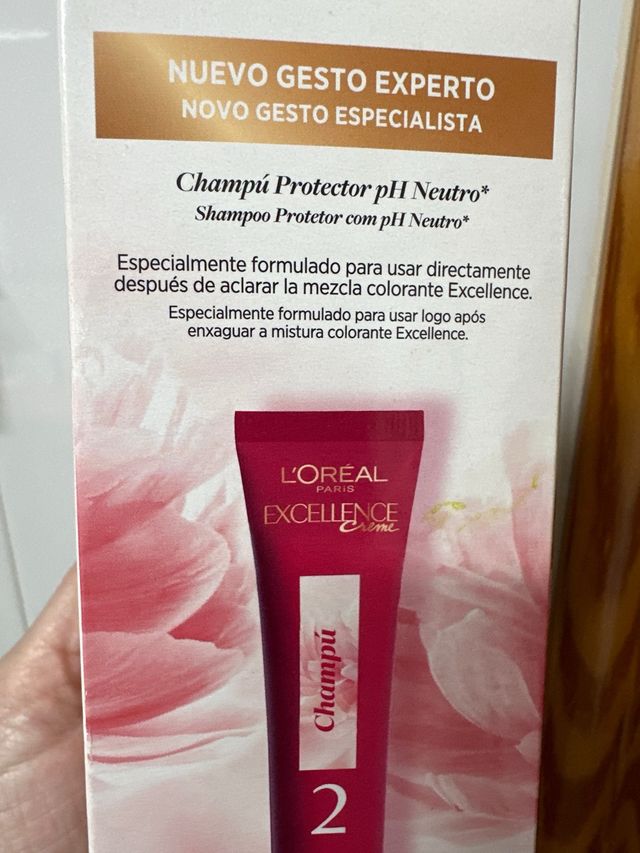 NUEVO GESTO EXPERTO
NOVO GESTO ESPECIALISTA
Champú Protector pH Neutro*
Shampoo Protetor com pH Neutro*
Especialmente formulado para usar directamente
después de aclarar la mezcla colorante Excellence.
Especialmente formulado para usar logo após
enxaguar a mistura colorante Excellence.
L'ORÉAL
PARIS
EXCELLENCE
Creme
Champú
2